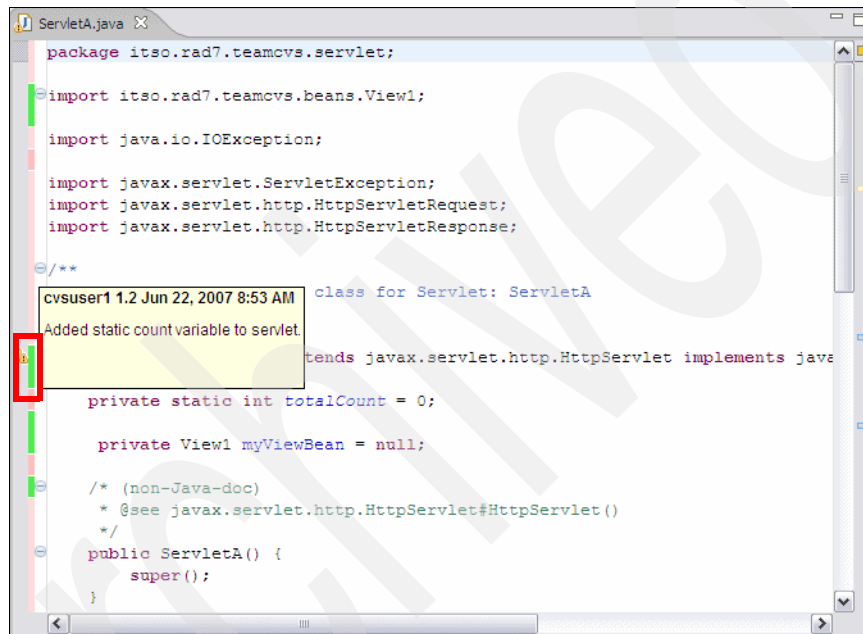 ServletA.java
package itso.rad7.teamcvs.servlet;
import itso.rad7.teamcvs.beans.View1;
import java.io.IOException;
import javax.servlet.ServletException;
import javax.servlet.http.HttpServletRequest;
import javax.servlet.http.HttpServletResponse;
/**
cvsuser1 1.2 Jun 22, 2007 8:53 AM
class for Servlet: ServletA
Added static count variable to servlet.
tends javax.servlet.http.HttpServlet implements java
private static int totalCount = 0;
private View1 myViewBean = null;
/* (non-Java-doc)
* @see javax.servlet.http.HttpServlet#HttpServlet()
*/
public ServletA() {
super();
}